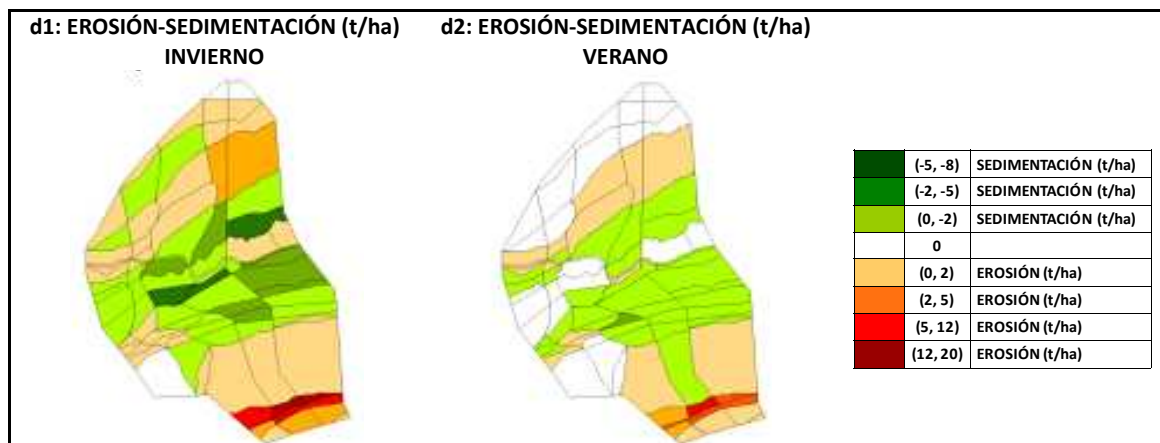 d1: EROSIÓN-SEDIMENTACIÓN (t/ha)
INVIERNO
d2: EROSIÓN-SEDIMENTACIÓN (t/ha)
VERANO
(-5, -8) SEDIMENTACIÓN (t/ha)
(-2, -5) SEDIMENTACIÓN (t/ha)
(0, -2) SEDIMENTACIÓN (t/ha)
0
(0, 2) EROSIÓN (t/ha)
(2, 5) EROSIÓN (t/ha)
(5, 12) EROSIÓN (t/ha)
(12, 20) EROSIÓN (t/ha)